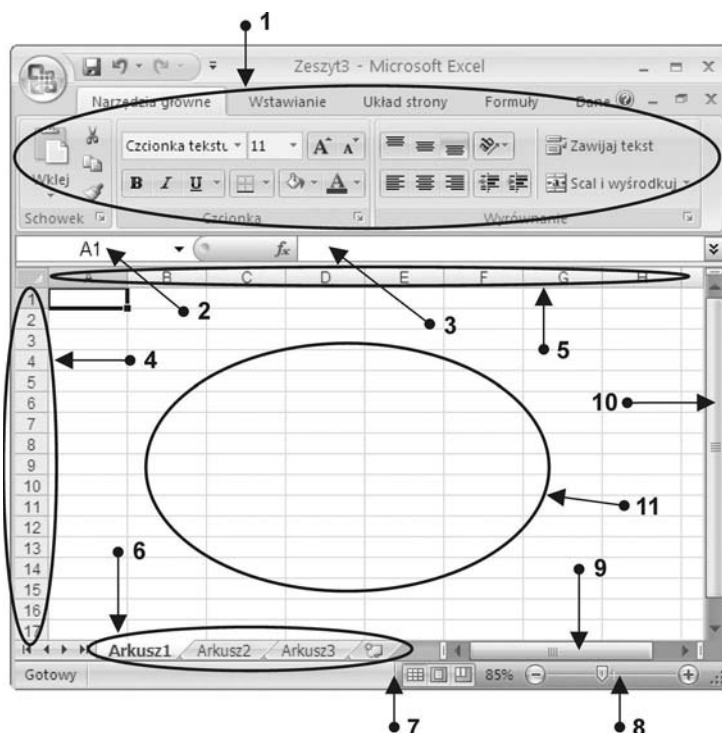 1
Zeszyt3 - Microsoft Excel
Narzędzia główne Wstawianie Układ strony Formuły Dane
Czcionka tekstu 11 A A Zawijaj tekst
Wklej B I U A Scal i wyśrodkuj
Schowek Czcionka Wyrównanie
A1 fx
A B C D E F G H
1
2 2 3
3 5
4 4
5
6 10
7
8
9
10
11 11
12
13 6
14 9
15
16
17
Arkusz1 Arkusz2 Arkusz3
Gotowy 85%
7 8